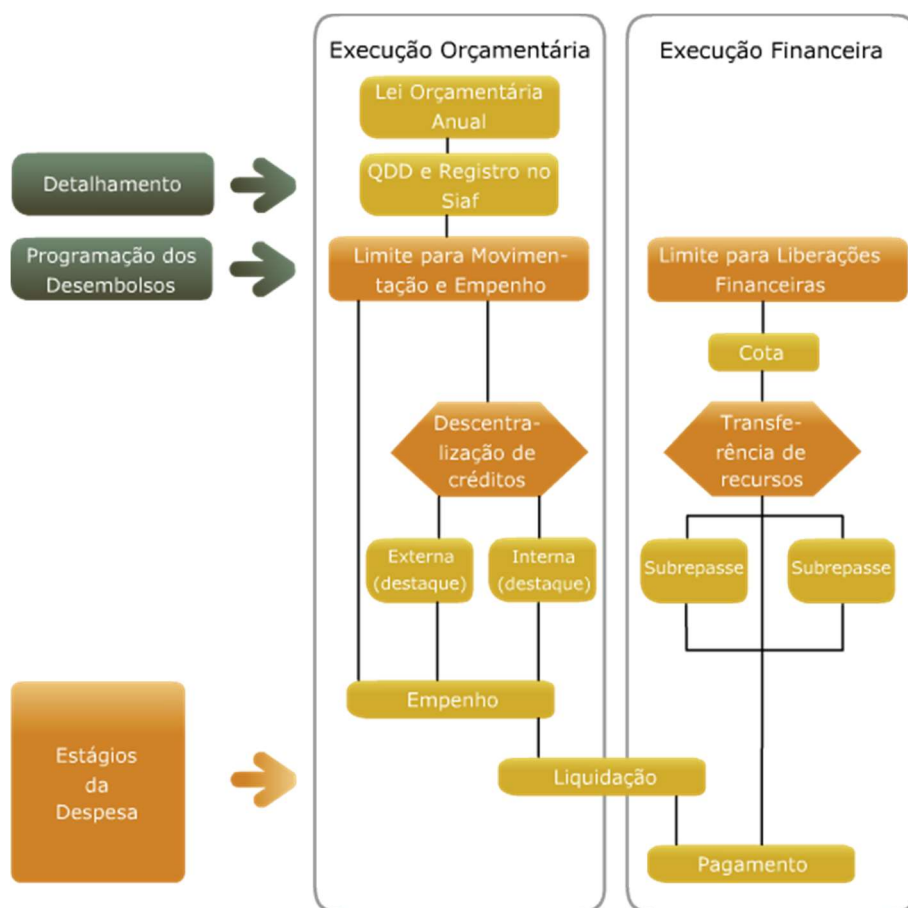 Execução Orçamentária
Execução Financeira
Lei Orçamentária
Anual
Detalhamento
QDD e Registro no
Siaf
Programação dos
Desembolsos
Limite para Movimen-
tação e Empenho
Limite para Liberações
Financeiras
Cota
Descentra-
lização de
créditos
Transfe-
rência de
recursos
Externa
(destaque)
Interna
(destaque)
Subrepasse
Subrepasse
Empenho
Estágios
da
Despesa
Liquidação
Pagamento